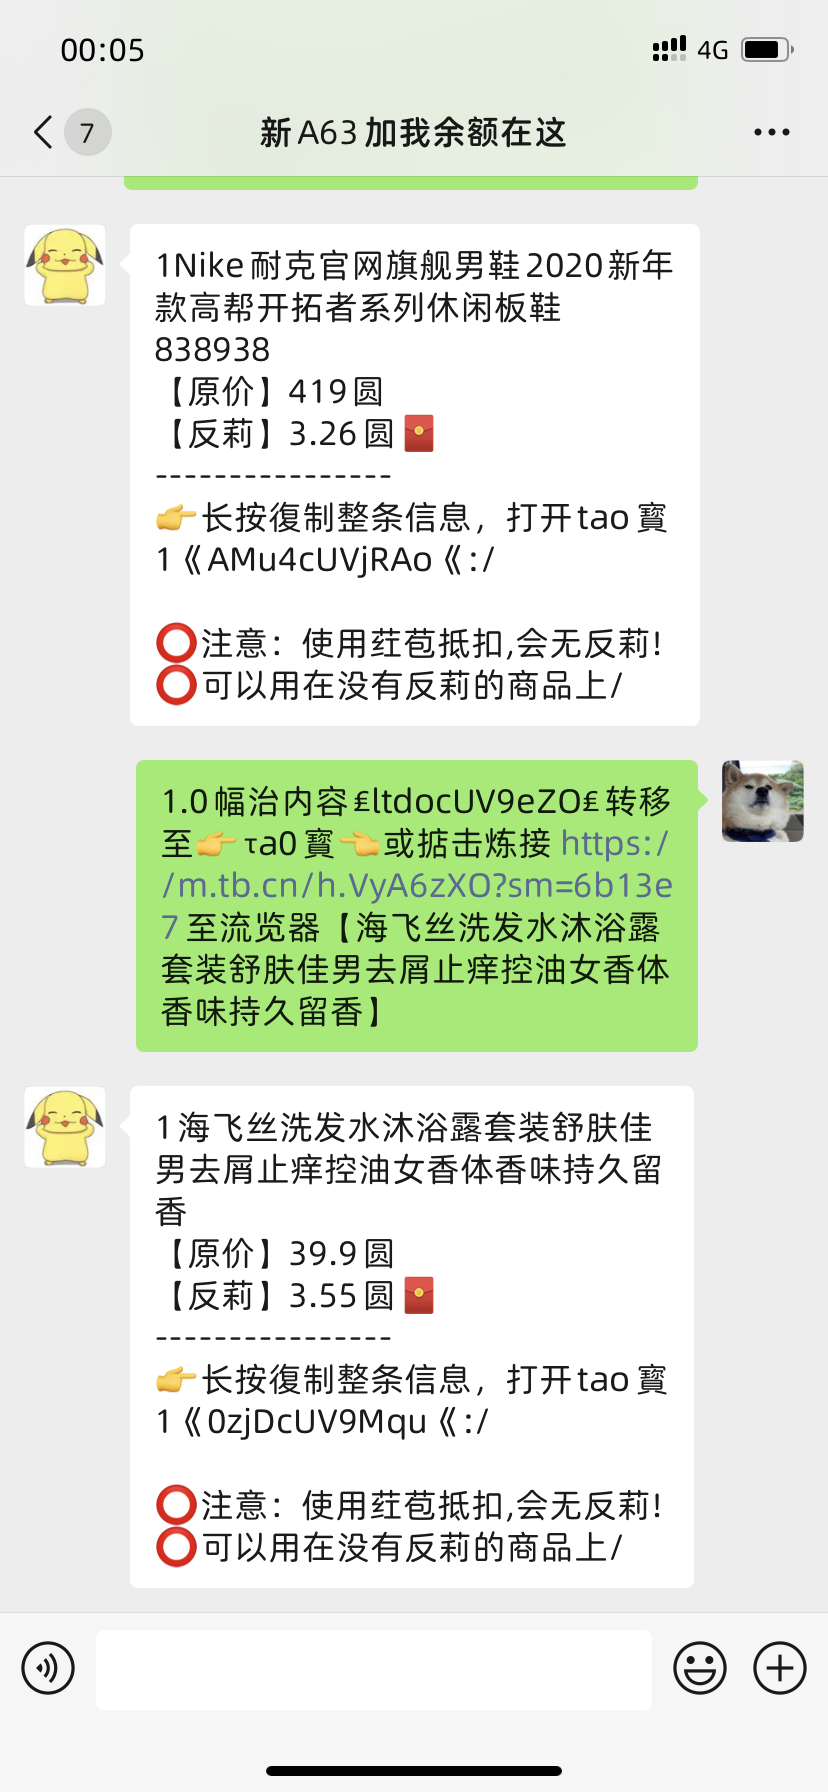 00:05
4G
7
新A63加我余额在这
1Nike耐克官网旗舰男鞋2020新年
款高帮开拓者系列休闲板鞋
838938
【原价】419圆
【反莉】3.26圆
----------------
👉长按復制整条信息，打开tao寶
1《AMu4cUVjRAo《:/
⭕注意：使用荭苞抵扣,会无反莉!
⭕可以用在没有反莉的商品上/
1.0幅治内容₤ltdocUV9eZO₤转移
至👉τa0寳👈或掂击炼接https:/
/m.tb.cn/h.VyA6zXO?sm=6b13e
7至流览器【海飞丝洗发水沐浴露
套装舒肤佳男去屑止痒控油女香体
香味持久留香】
1海飞丝洗发水沐浴露套装舒肤佳
男去屑止痒控油女香体香味持久留
香
【原价】39.9圆
【反莉】3.55圆
----------------
👉长按復制整条信息，打开tao寶
1《0zjDcUV9Mqu《:/
⭕注意：使用荭苞抵扣,会无反莉!
⭕可以用在没有反莉的商品上/